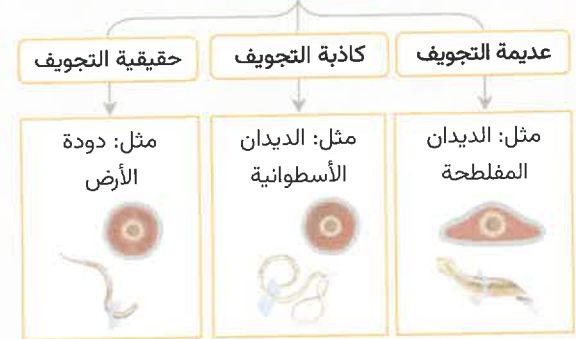 عديمة التجويف
كاذبة التجويف
حقيقية التجويف
مثل: الديدان
المفلطحة
مثل: الديدان
الأسطوانية
مثل: دودة
الأرض